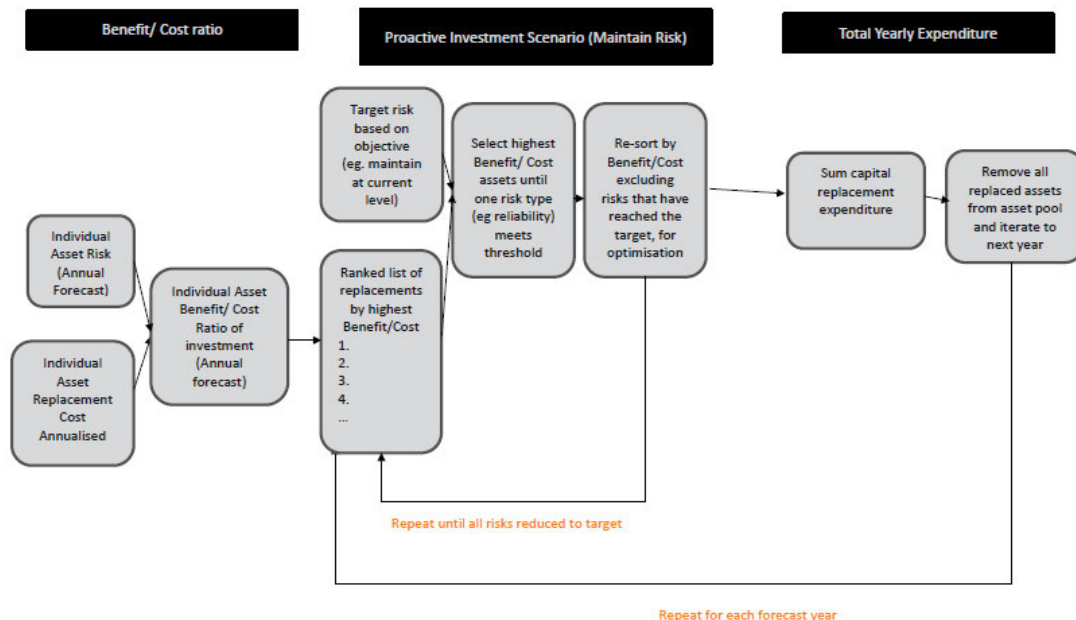 Benefit/ Cost ratio
Proactive Investment Scenario (Maintain Risk)
Total Yearly Expenditure
Individual
Asset Risk
(Annual
Forecast)
Individual
Asset
Replacement
Cost
Annualised
Individual Asset
Benefit/ Cost
Ratio of
investment
(Annual
forecast)
Target risk
based on
objective
(eg. maintain
at current
level)
Ranked list of
replacements
by highest
Benefit/Cost
1.
2.
3.
4.
...
Select highest
Benefit/ Cost
assets until
one risk type
(eg reliability)
meets
threshold
Re-sort by
Benefit/Cost
excluding
risks that have
reached the
target, for
optimisation
Sum capital
replacement
expenditure
Remove all
replaced assets
from asset pool
and iterate to
next year
Repeat until all risks reduced to target
Repeat for each forecast year